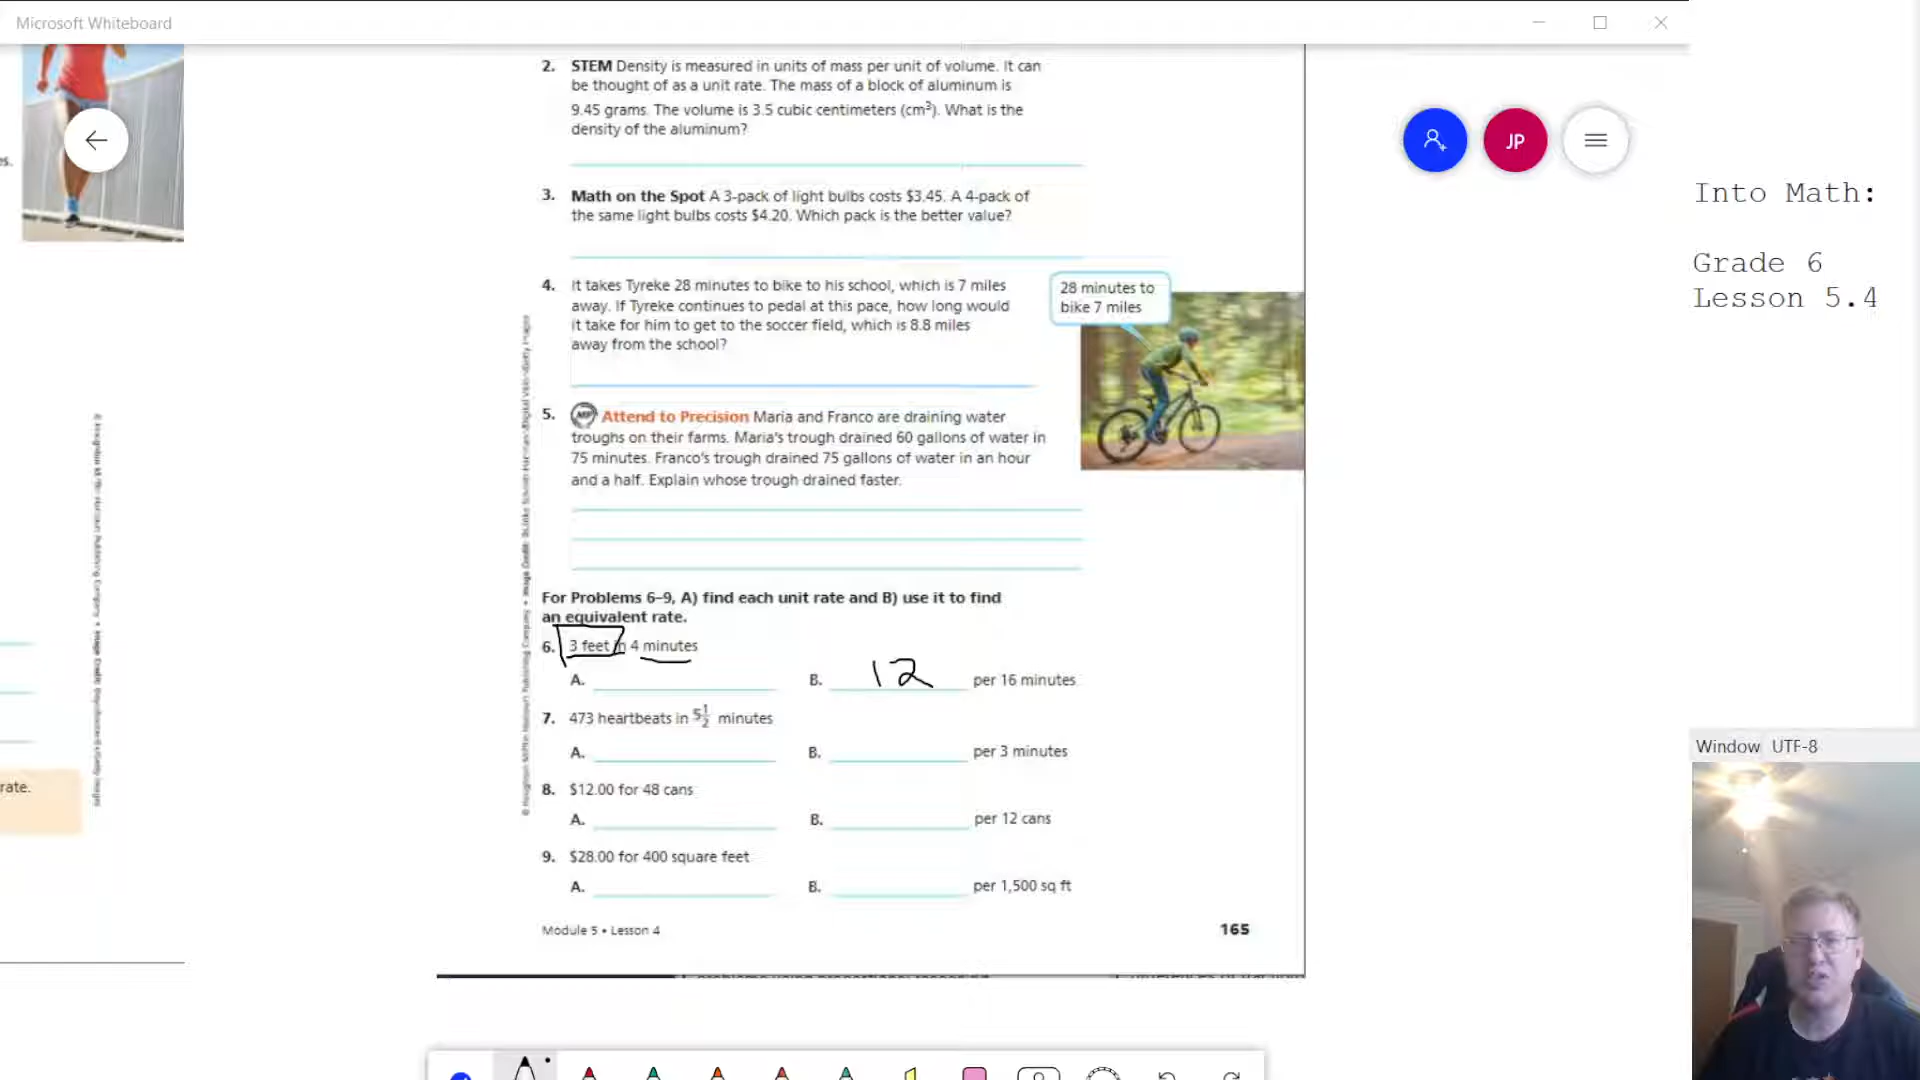 Microsoft Whiteboard
es.
rate.
2. STEM Density is measured in units of mass per unit of volume. It can
be thought of as a unit rate. The mass of a block of aluminum is
9.45 grams. The volume is 3.5 cubic centimeters (cm³). What is the
density of the aluminum?
3. Math on the Spot A 3-pack of light bulbs costs $3.45. A 4-pack of
the same light bulbs costs $4.20. Which pack is the better value?
4. It takes Tyreke 28 minutes to bike to his school, which is 7 miles
away. If Tyreke continues to pedal at this pace, how long would
it take for him to get to the soccer field, which is 8.8 miles
away from the school?
28 minutes to
bike 7 miles
5. Attend to Precision Maria and Franco are draining water
troughs on their farms. Maria's trough drained 60 gallons of water in
75 minutes. Franco's trough drained 75 gallons of water in an hour
and a half. Explain whose trough drained faster.
For Problems 6–9, A) find each unit rate and B) use it to find
an equivalent rate.
6. 3 feet in 4 minutes
A. B. 12 per 16 minutes
7. 473 heartbeats in 5 1/2 minutes
A. B. per 3 minutes
8. $12.00 for 48 cans
A. B. per 12 cans
9. $28.00 for 400 square feet
A. B. per 1,500 sq ft
Module 5 • Lesson 4
165
JP
Into Math:
Grade 6
Lesson 5.4
Window UTF-8